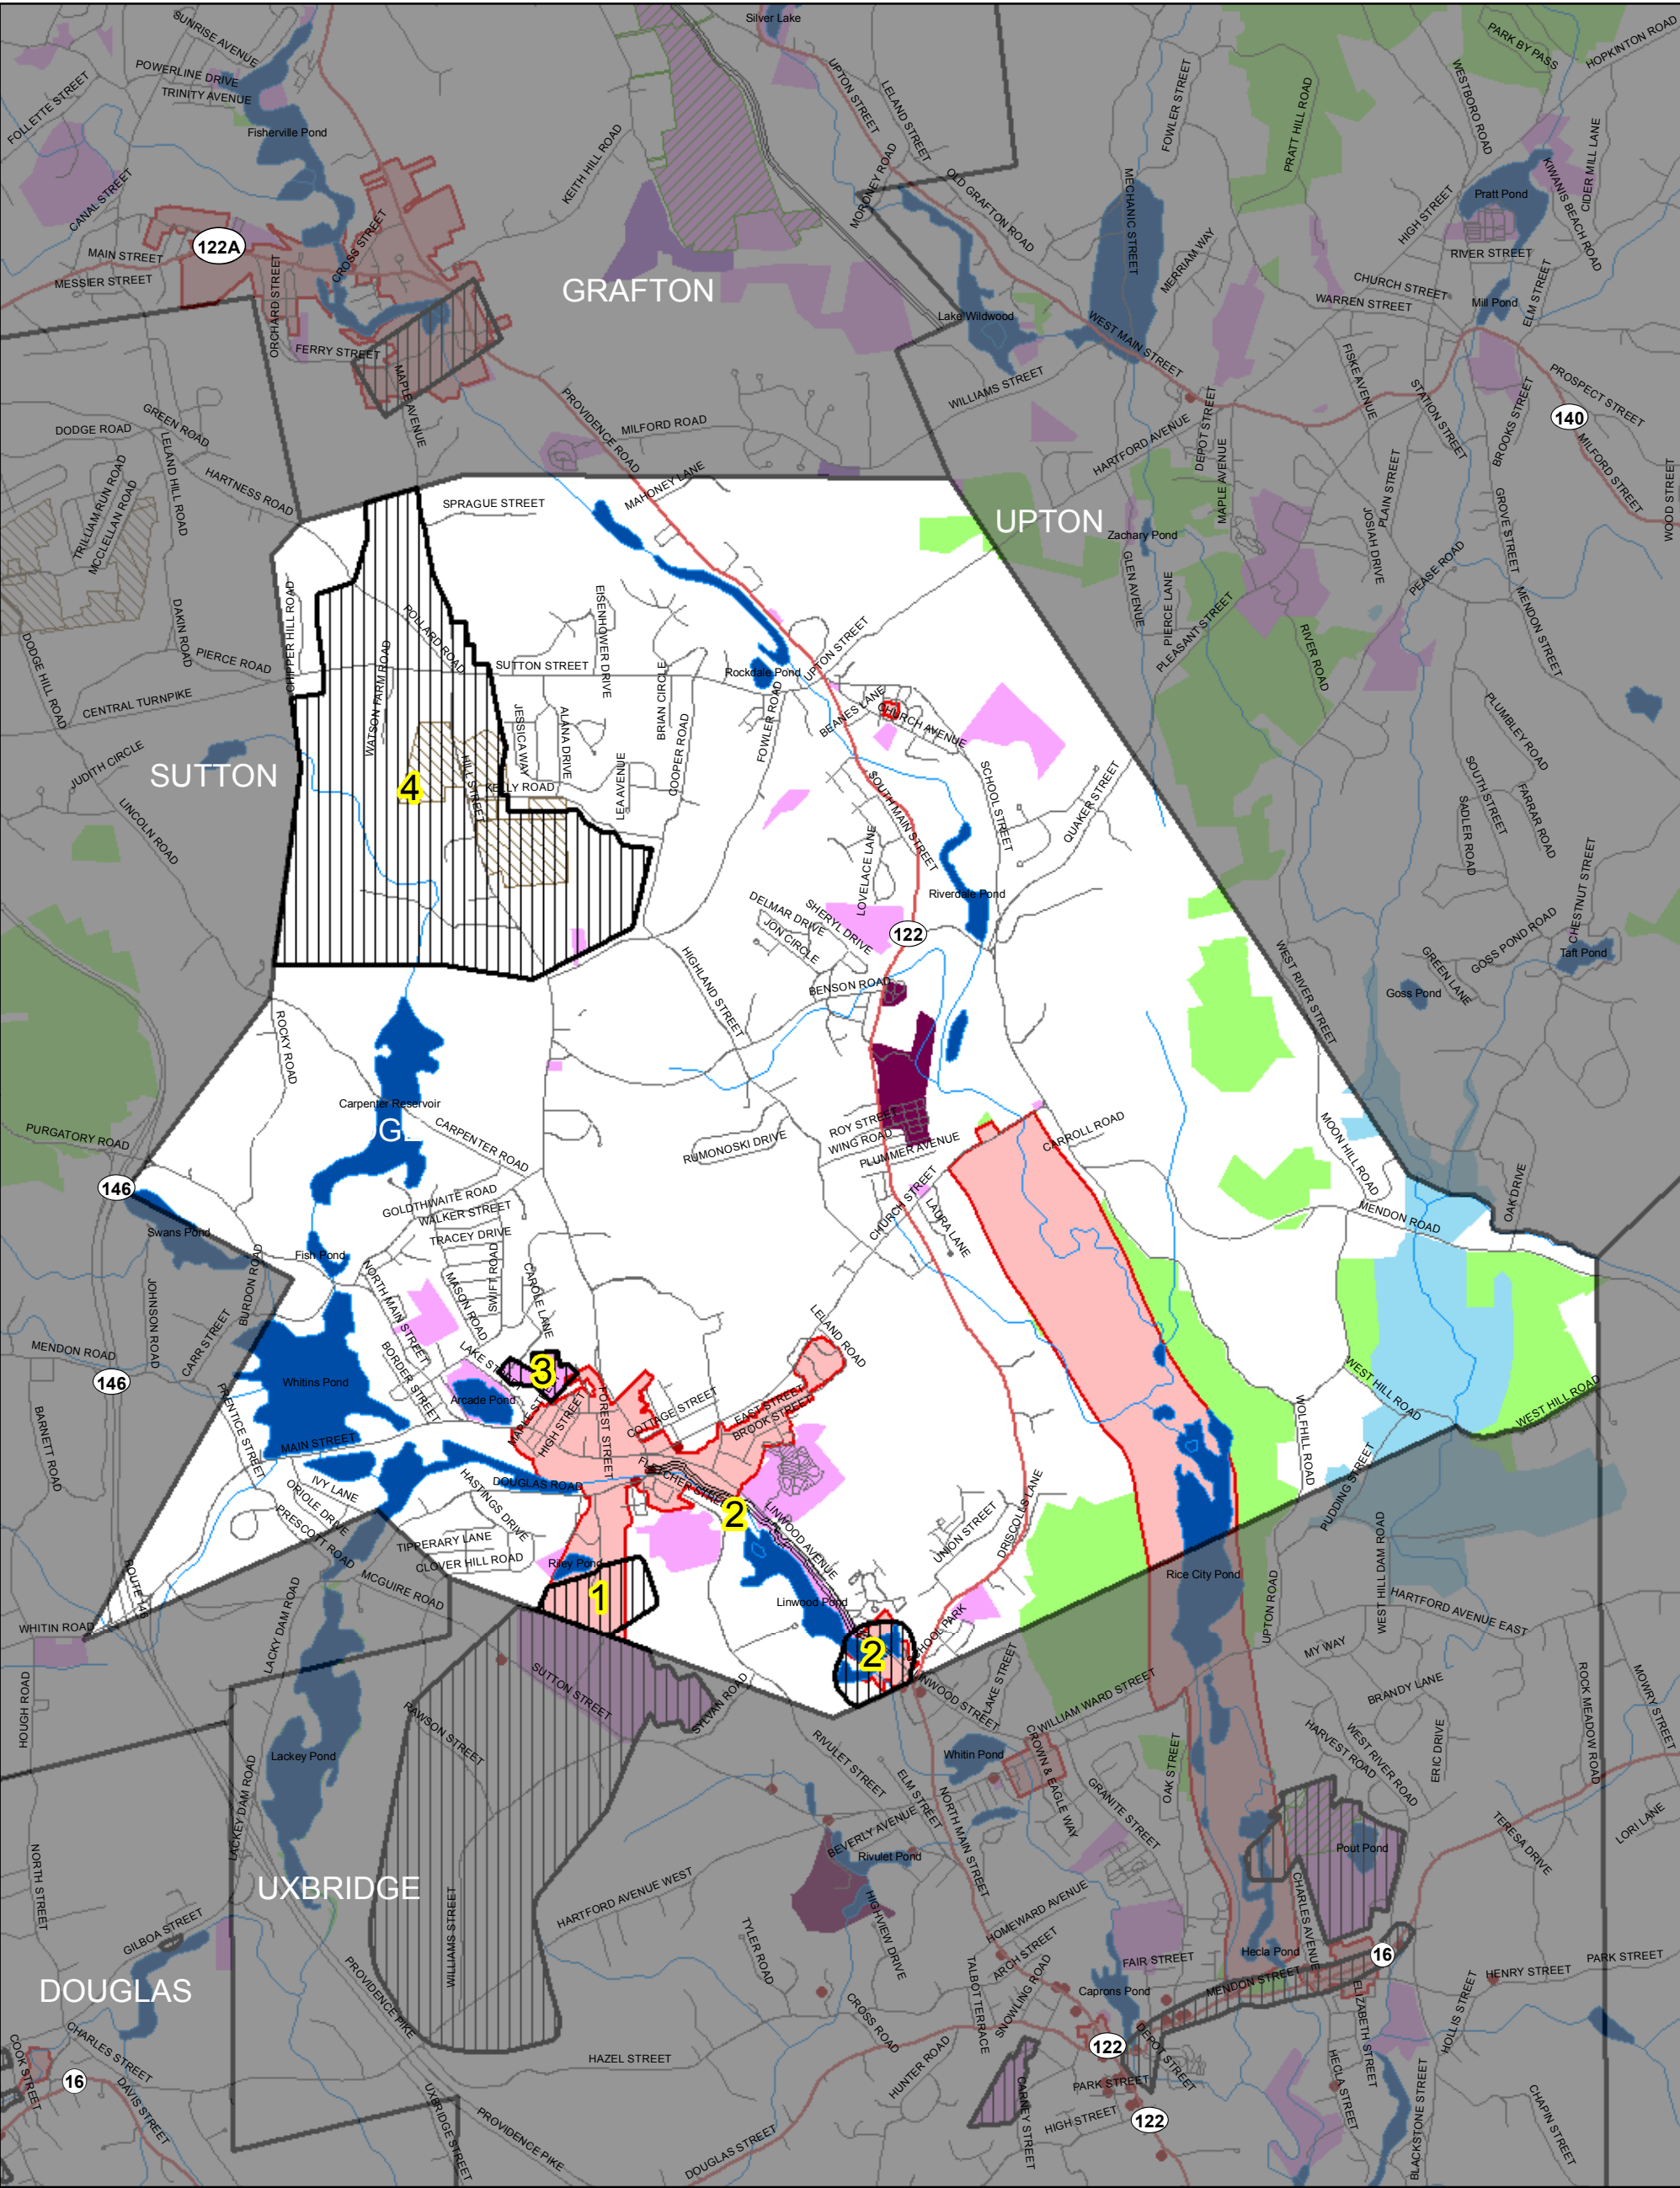 Silver Lake
SUNRISE AVENUE
POWERLINE DRIVE
TRINITY AVENUE
FOLLETTE STREET
Fisherville Pond
CANAL STREET
122A
MAIN STREET
MESSIER STREET
ORCHARD STREET
CROSS STREET
FERRY STREET
MAPLE AVENUE
KEITH HILL ROAD
GRAFTON
UPTON STREET
LELAND STREET
MORONEY ROAD
OLD GRAFTON ROAD
FOWLER STREET
MECHANIC STREET
MERRIAM WAY
PRATT HILL ROAD
PARK BY PASS
HOPKINTON ROAD
WESTBORO ROAD
CIDER MILL LANE
KIWANIS BEACH ROAD
Pratt Pond
HIGH STREET
RIVER STREET
CHURCH STREET
WARREN STREET
Mill Pond
ELM STREET
Lake Wildwood
WEST MAIN STREET
WILLIAMS STREET
FISKE AVENUE
STATION STREET
BROOKS STREET
PROSPECT STREET
140
MILFORD STREET
WOOD STREET
GREEN ROAD
DODGE ROAD
LELAND HILL ROAD
HARTNESS ROAD
TRILLIAM RUN ROAD
MCCLELLAN ROAD
PROVIDENCE ROAD
MILFORD ROAD
MAHONEY LANE
SPRAGUE STREET
HARTFORD AVENUE
DEPOT STREET
MAPLE AVENUE
UPTON
Zachary Pond
GLEN AVENUE
PIERCE LANE
PLEASANT STREET
PLAIN STREET
JOSIAH DRIVE
PEASE ROAD
GROVE STREET
MENDON STREET
RIVER ROAD
DAKIN ROAD
PIERCE ROAD
CENTRAL TURNPIKE
DODGE HILL ROAD
JUDITH CIRCLE
LINCOLN ROAD
SUTTON
CHIPPER HILL ROAD
POLLARD ROAD
WATSON FARM ROAD
SUTTON STREET
EISENHOWER DRIVE
BRIAN CIRCLE
JESSICA WAY
ALANA DRIVE
LEA AVENUE
COOPER ROAD
FOWLER ROAD
Rockdale Pond
UPTON STREET
BEANES LANE
CHURCH AVENUE
4
HILL STREET
KELLY ROAD
SOUTH MAIN STREET
SCHOOL STREET
QUAKER STREET
LOVELACE LANE
Riverdale Pond
DELMAR DRIVE
SHERYL DRIVE
JON CIRCLE
122
BENSON ROAD
HIGHLAND STREET
PLUMBLEY ROAD
SOUTH STREET
FARRAR ROAD
SADLER ROAD
CHESTNUT STREET
GOSS POND ROAD
GREEN LANE
Taft Pond
Goss Pond
WEST RIVER STREET
ROCKY ROAD
Carpenter Reservoir
CARPENTER ROAD
PURGATORY ROAD
146
Swans Pond
GOLDTHWAITE ROAD
WALKER STREET
TRACEY DRIVE
SWIFT ROAD
MASON ROAD
CAROLE LANE
RUMONOSKI DRIVE
ROY STREET
WING ROAD
PLUMMER AVENUE
CHURCH STREET
LAURA LANE
CARROLL ROAD
MOON HILL ROAD
MENDON ROAD
OAK DRIVE
Fish Pond
NORTH MAIN STREET
BORDER STREET
BURDON ROAD
JOHNSON ROAD
CARR STREET
MENDON ROAD
146
Whitins Pond
Arcade Pond
3
HIGH STREET
FOREST STREET
COTTAGE STREET
EAST STREET
BROOK STREET
LELAND ROAD
BARNETT ROAD
PRENTICE STREET
MAIN STREET
IVY LANE
ORIOLE DRIVE
PRESCOTT ROAD
HASTINGS DRIVE
DOUGLAS ROAD
2
LINWOOD AVENUE
TIPPERARY LANE
CLOVER HILL ROAD
Riley Pond
1
Linwood Pond
2
UNION STREET
DRISCOLLS LANE
WEST HILL ROAD
WEST HILL ROAD
WOLFHILL ROAD
PUDDING STREET
Rice City Pond
WEST HILL DAM ROAD
HARTFORD AVENUE EAST
UPTON ROAD
MY WAY
BRANDY LANE
ROCK MEADOW ROAD
MOWRY STREET
MCGUIRE ROAD
WHITIN ROAD
LACKY DAM ROAD
HOUGH ROAD
Lackey Pond
LACKEY DAM ROAD
SUTTON STREET
RAWSON STREET
SYLVAN ROAD
RIVULET STREET
ELM STREET
LAKE STREET
WILLIAM WARD STREET
Whitin Pond
CROWN & EAGLE WAY
NORTH MAIN STREET
GRANITE STREET
OAK STREET
HARVEST ROAD
WEST RIVER ROAD
ERIC DRIVE
BEVERLY AVENUE
Rivulet Pond
Pout Pond
TERESA DRIVE
LORI LANE
NORTH STREET
UXBRIDGE
WILLIAMS STREET
HARTFORD AVENUE WEST
HIGHVIEW DRIVE
HOMEWARD AVENUE
ARCH STREET
CHARLES AVENUE
GILBOA STREET
TYLER ROAD
TALBOT TERRACE
SNOWLING ROAD
FAIR STREET
Hecla Pond
16
HENRY STREET
PARK STREET
DOUGLAS
PROVIDENCE PIKE
CROSS ROAD
Caprons Pond
MENDON STREET
ELIZABETH STREET
HOLLIS STREET
COOK STREET
CHARLES STREET
16
DAVIS STREET
HAZEL STREET
HUNTER ROAD
122
DEPOT STREET
PARK STREET
HECLA STREET
CARNEY STREET
HIGH STREET
122
CHAPIN STREET
UXBRIDGE STREET
PROVIDENCE PIKE
DOUGLAS STREET
BLACKSTONE STREET